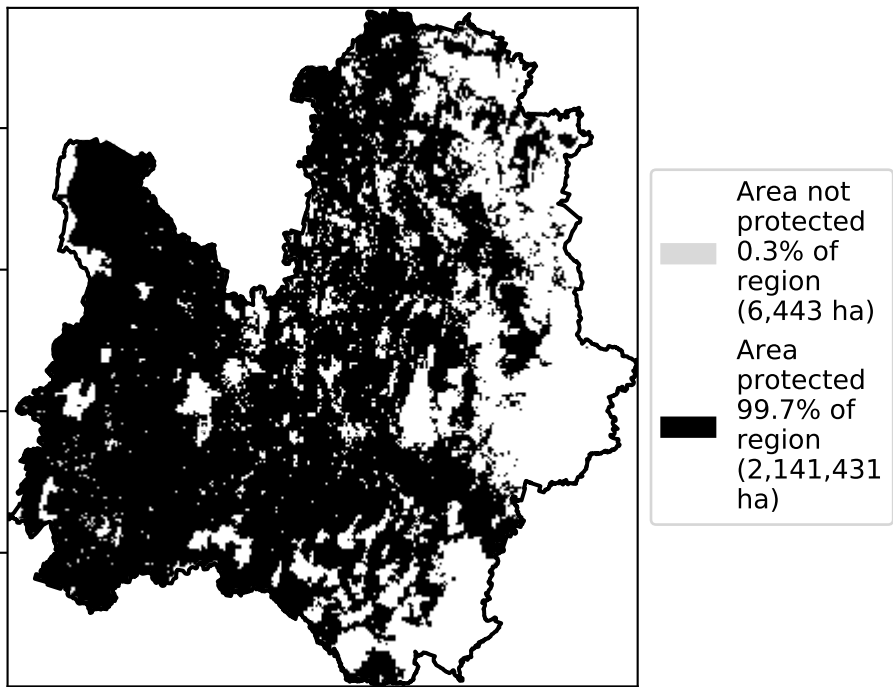 Area not
protected
0.3% of
region
(6,443 ha)
Area
protected
99.7% of
region
(2,141,431
ha)